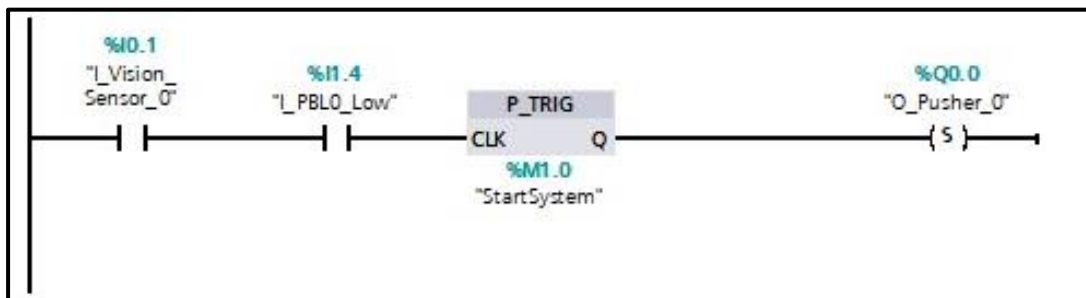 %I0.1
"I_Vision_
Sensor_0"
%I1.4
"I_PBL0_Low"
P_TRIG
CLK Q
%M1.0
"StartSystem"
%Q0.0
"O_Pusher_0"
S